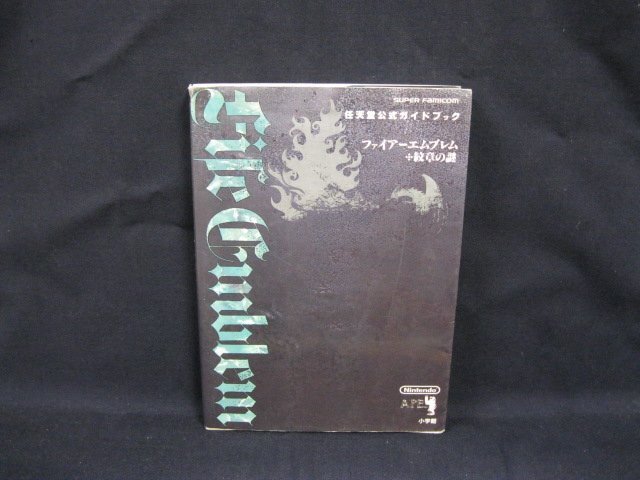 SUPER FAMICOM
任天堂公式ガイドブック
ファイアーエムブレム
+紋章の謎
Fire Emblem
Nintendo
APE
小学館